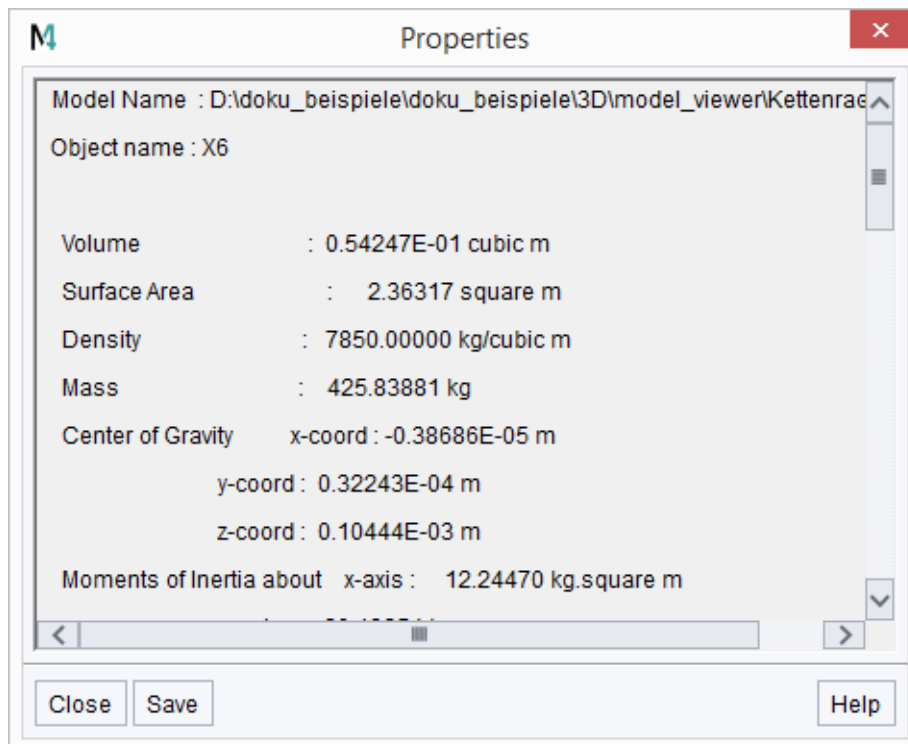 M4 Properties
Model Name : D:\doku_beispiele\doku_beispiele\3D\model_viewer\Kettenrae
Object name : X6
Volume : 0.54247E-01 cubic m
Surface Area : 2.36317 square m
Density : 7850.00000 kg/cubic m
Mass : 425.83881 kg
Center of Gravity x-coord : -0.38686E-05 m
y-coord : 0.32243E-04 m
z-coord : 0.10444E-03 m
Moments of Inertia about x-axis : 12.24470 kg.square m
Close Save Help